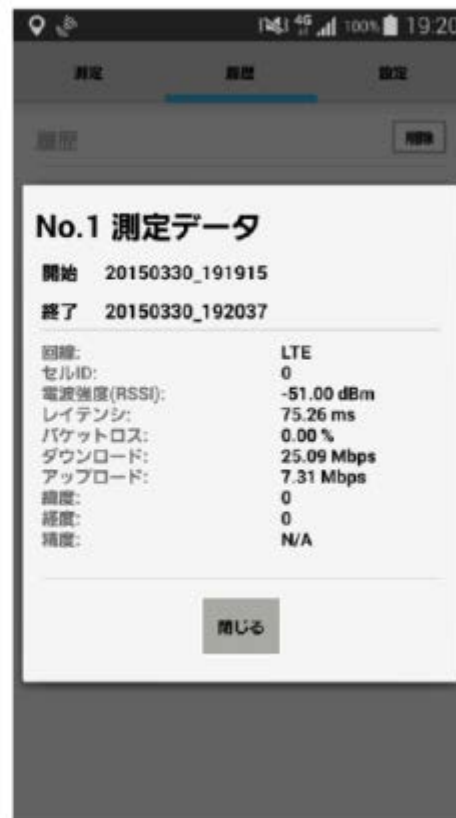 4G 100% 19:20
測定 履歴 設定
履歴 削除
No.1 測定データ
開始 20150330_191915
終了 20150330_192037
回線: LTE
セルID: 0
電波強度(RSSI): -51.00 dBm
レイテンシ: 75.26 ms
パケットロス: 0.00 %
ダウンロード: 25.09 Mbps
アップロード: 7.31 Mbps
緯度: 0
経度: 0
精度: N/A
閉じる